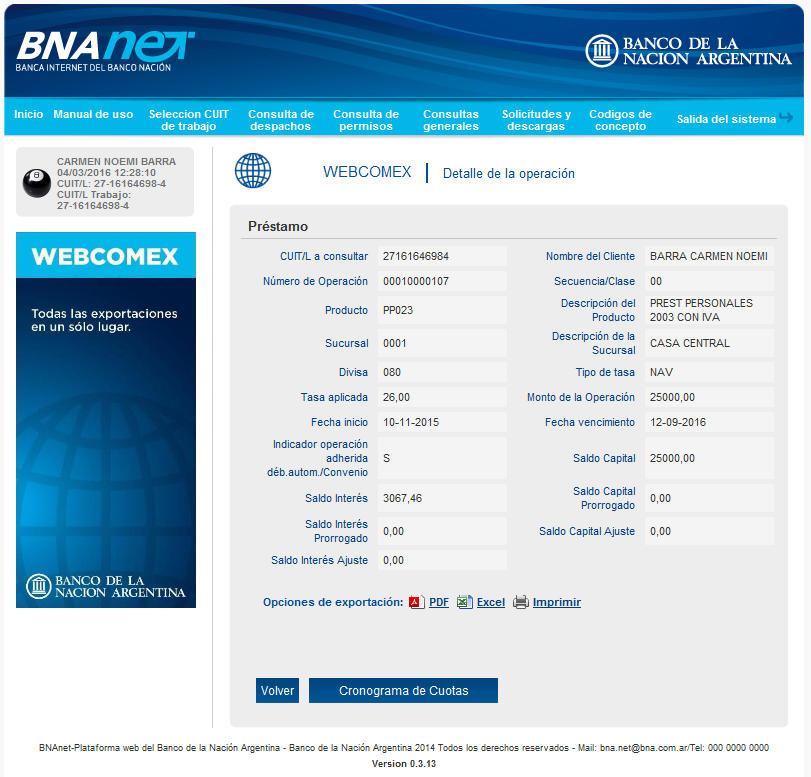 BNAnet
BANCA INTERNET DEL BANCO NACIÓN
BANCO DE LA
NACION ARGENTINA
Inicio
Manual de uso
Seleccion CUIT
de trabajo
Consulta de
despachos
Consulta de
permisos
Consultas
generales
Solicitudes y
descargas
Codigos de
concepto
Salida del sistema
8
CARMEN NOEMI BARRA
04/03/2016 12:28:10
CUIT/L: 27-16164698-4
CUIT/L Trabajo:
27-16164698-4
WEBCOMEX
Todas las exportaciones
en un sólo lugar.
BANCO DE LA
NACION ARGENTINA
WEBCOMEX | Detalle de la operación
Préstamo
CUIT/L a consultar 27161646984
Nombre del Cliente BARRA CARMEN NOEMI
Número de Operación 00010000107
Secuencia/Clase 00
Producto PP023
Descripción del
Producto
PREST PERSONALES
2003 CON IVA
Sucursal 0001
Descripción de la
Sucursal
CASA CENTRAL
Divisa 080
Tipo de tasa NAV
Tasa aplicada 26,00
Monto de la Operación 25000,00
Fecha inicio 10-11-2015
Fecha vencimiento 12-09-2016
Indicador operación
adherida
déb.autom./Convenio
S
Saldo Capital 25000,00
Saldo Interés 3067,46
Saldo Capital
Prorrogado
0,00
Saldo Interés
Prorrogado
0,00
Saldo Capital Ajuste 0,00
Saldo Interés Ajuste 0,00
Opciones de exportación: PDF Excel Imprimir
Volver
Cronograma de Cuotas
BNAnet-Plataforma web del Banco de la Nación Argentina - Banco de la Nación Argentina 2014 Todos los derechos reservados - Mail: bna.net@bna.com.ar/Tel: 000 0000 0000
Version 0.3.13